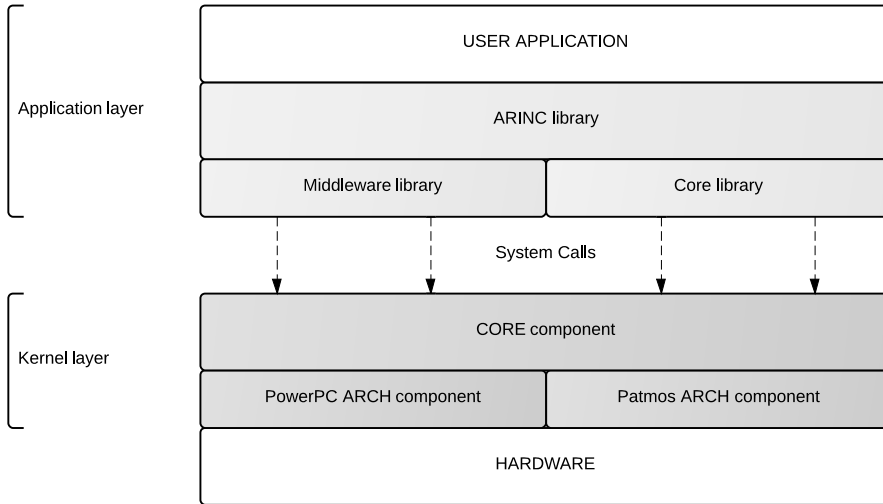 USER APPLICATION
Application layer
ARINC library
Middleware library
Core library
System Calls
CORE component
Kernel layer
PowerPC ARCH component
Patmos ARCH component
HARDWARE